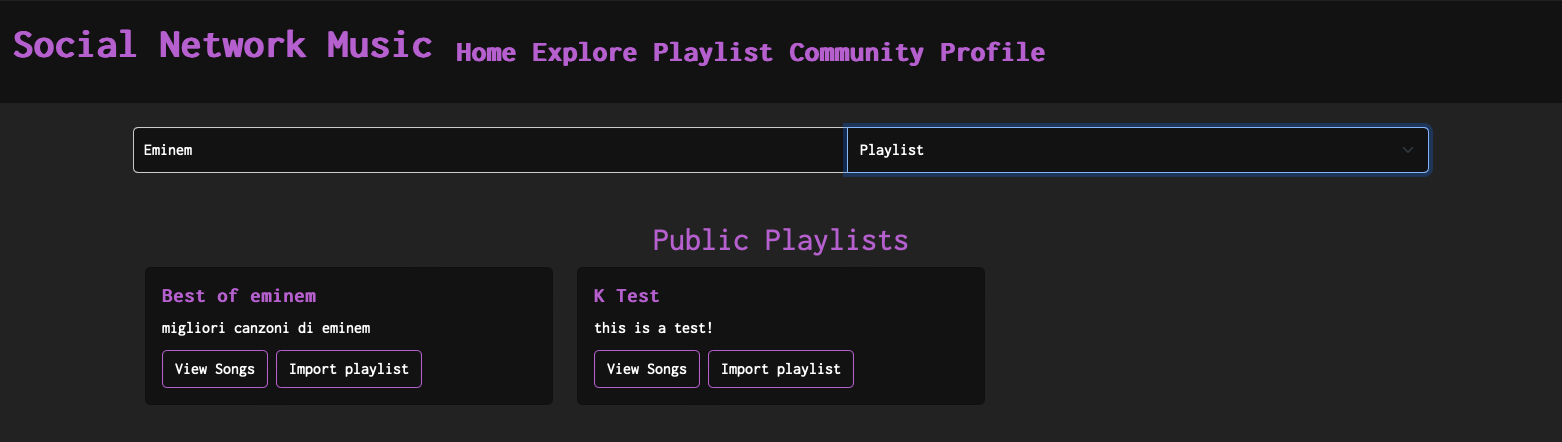 Social Network Music Home Explore Playlist Community Profile
Eminem Playlist
Public Playlists
Best of eminem
migliori canzoni di eminem
View Songs Import playlist
K Test
this is a test!
View Songs Import playlist